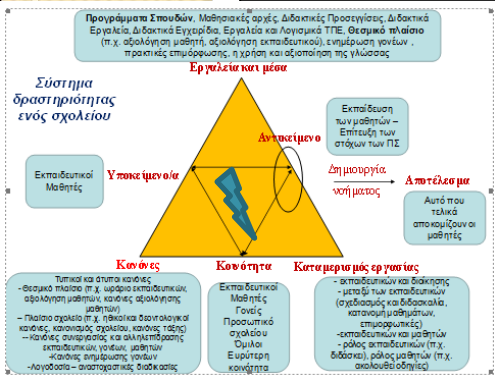 Προγράμματα Σπουδών, Μαθησιακές αρχές, Διδακτικές Προσεγγίσεις, Διδακτικά
Εργαλεία, Διδακτικά Εγχειρίδια, Εργαλεία και Λογισμικά ΤΠΕ, Θεσμικό πλαίσιο
(π.χ. αξιολόγηση μαθητή, αξιολόγηση εκπαιδευτικού), ενημέρωση γονέων ,
πρακτικές επιμόρφωσης, η χρήση και αξιοποίηση της γλώσσας
Εργαλεία και μέσα
Σύστημα
δραστηριότητας
ενός σχολείου
Αντικείμενο
Εκπαίδευση
των μαθητών –
Επίτευξη των
στόχων του ΠΣ
Εκπαιδευτικοί
Μαθητές
Υποκείμενο/α
Δημιουργία
νοήματος
Αποτέλεσμα
Αυτό που
τελικά
αποκομίζουν οι
μαθητές
Κανόνες
Κοινότητα
Καταμερισμός εργασίας
Τυπικοί και άτυποι κανόνες
-Θεσμικό πλαίσιο (π.χ. ωράριο εκπαιδευτικών,
αξιολόγηση μαθητών, κανόνες αξιολόγησης
μαθητών)
– Πλαίσιο σχολείο (π.χ. ηθικοί και δεοντολογικοί
κανόνες, κανονισμός σχολείου, κανόνες τάξης)
–Κανόνες συνεργασίας και αλληλεπίδρασης
εκπαιδευτικών, γονέων, μαθητών
-Κανόνες ενημέρωσης γονέων
-Λογοδοσία – αναστοχαστικές διαδικασίες
Εκπαιδευτικοί
Μαθητές
Γονείς
Προσωπικό
σχολείου
Όμιλοι
Ευρύτερη
κοινότητα
- εκπαιδευτικών και διοίκησης
- μεταξύ των εκπαιδευτικών
(σχεδιασμός και διδασκαλία,
κατανομή μαθημάτων,
επιμορφωτικές)
-εκπαιδευτικών και μαθητών
- ρόλος εκπαιδευτικών (π.χ.
διδάσκει), ρόλος μαθητών (π.χ.
ακολουθεί οδηγίες)